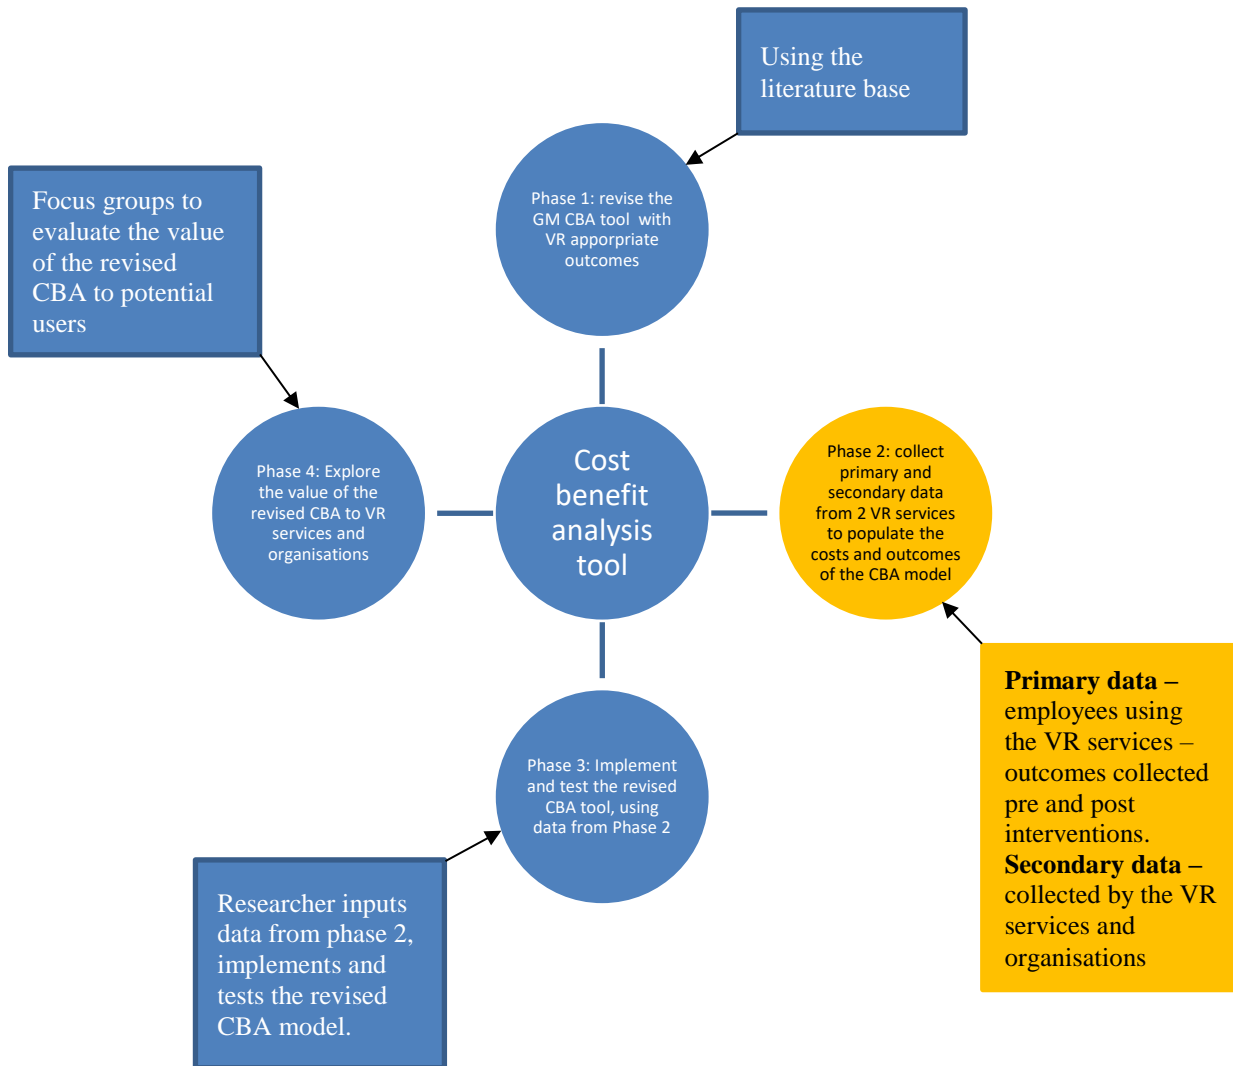 Using the
literature base
Phase 1: revise the
GM CBA tool with
VR apporpriate
outcomes
Focus groups to
evaluate the value
of the revised
CBA to potential
users
Phase 4: Explore
the value of the
revised CBA to VR
services and
organisations
Cost
benefit
analysis
tool
Phase 2: collect
primary and
secondary data
from 2 VR services
to populate the
costs and outcomes
of the CBA model
Primary data –
employees using
the VR services –
outcomes collected
pre and post
interventions.
Secondary data –
collected by the VR
services and
organisations
Phase 3: Implement
and test the revised
CBA tool, using
data from Phase 2
Researcher inputs
data from phase 2,
implements and
tests the revised
CBA model.